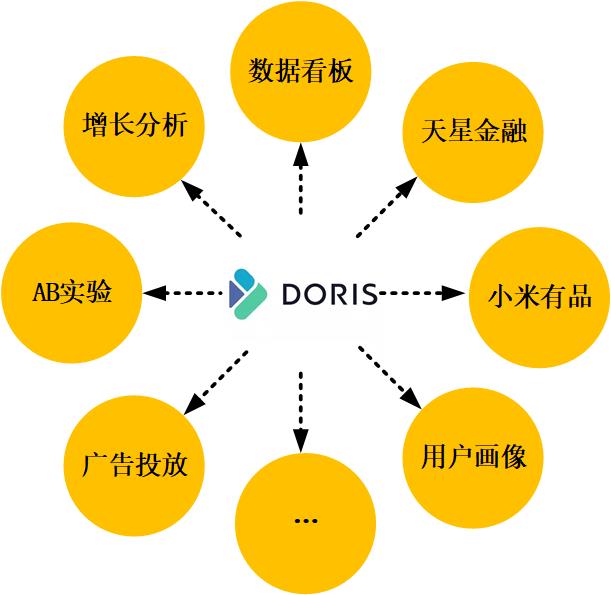 数据看板
增长分析
天星金融
AB实验
DORIS
小米有品
广告投放
用户画像
...